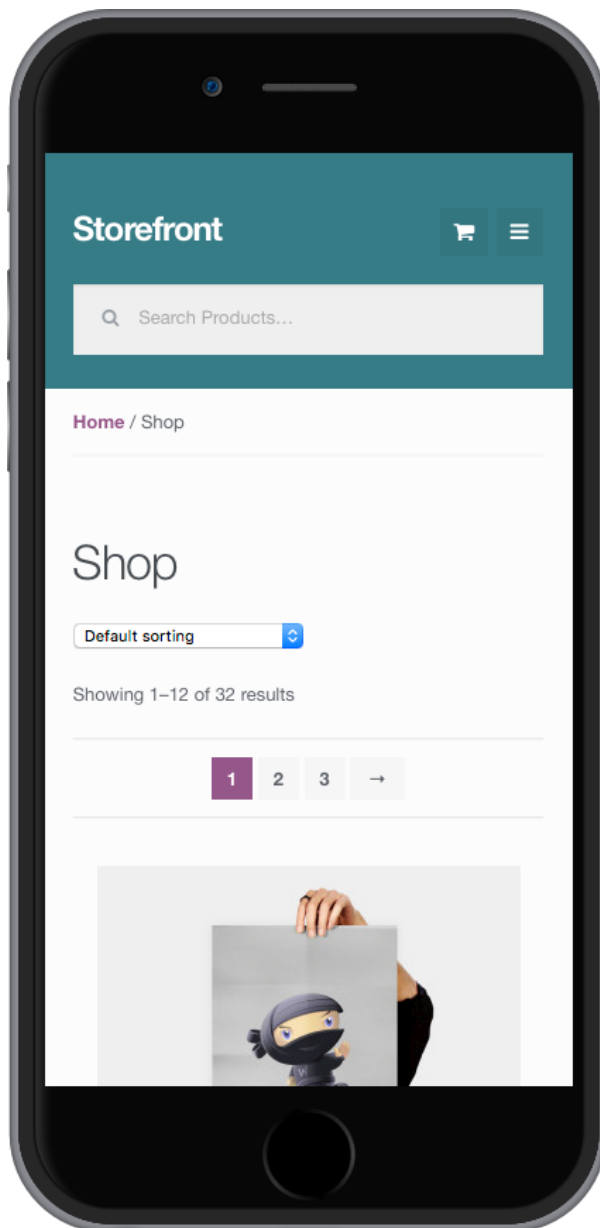 Storefront
Search Products...
Home / Shop
Shop
Default sorting
Showing 1–12 of 32 results
1 2 3 →
W